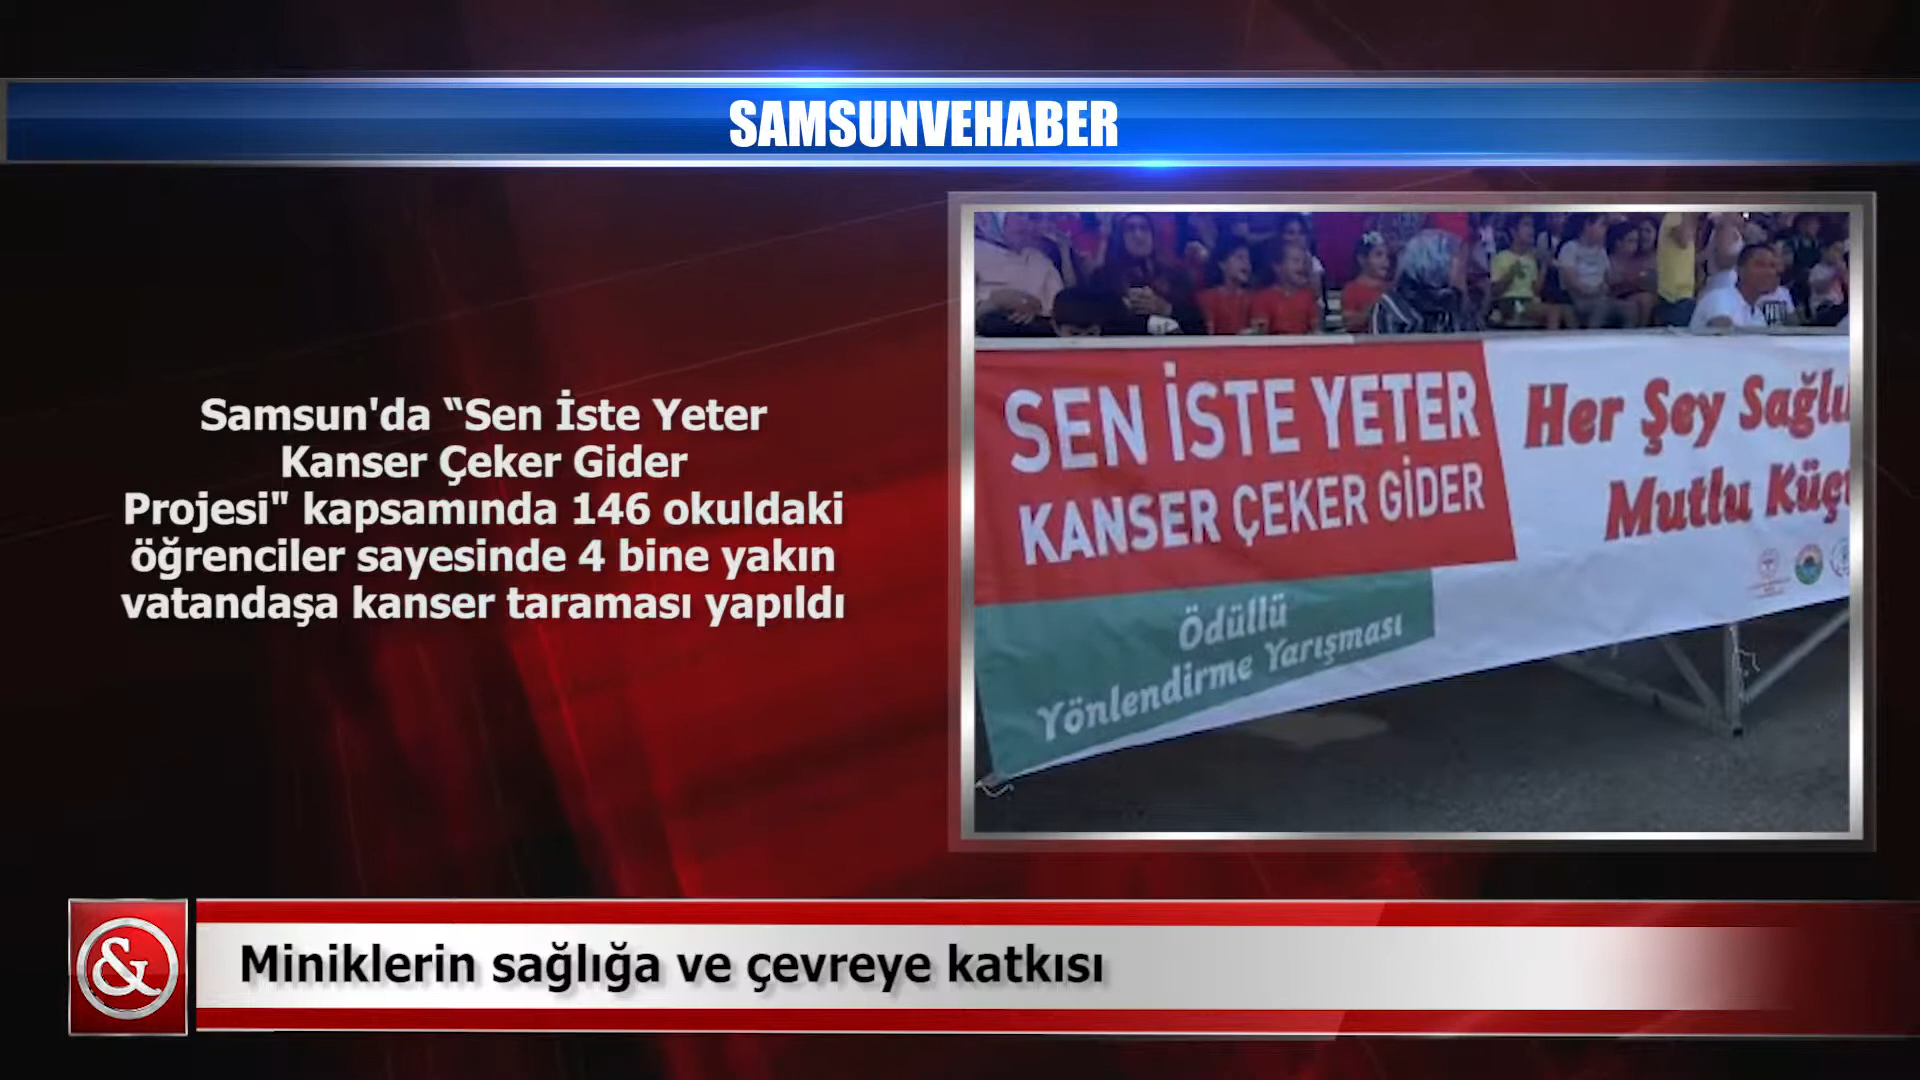 SAMSUNVEHABER
Samsun'da “Sen İste Yeter
Kanser Çeker Gider
Projesi" kapsamında 146 okuldaki
öğrenciler sayesinde 4 bine yakın
vatandaşa kanser taraması yapıldı
SEN İSTE YETER
KANSER ÇEKER GİDER
Ödüllü
Yönlendirme Yarışması
Her Şey Sağlı
Mutlu Küç
&
Miniklerin sağlığa ve çevreye katkısı